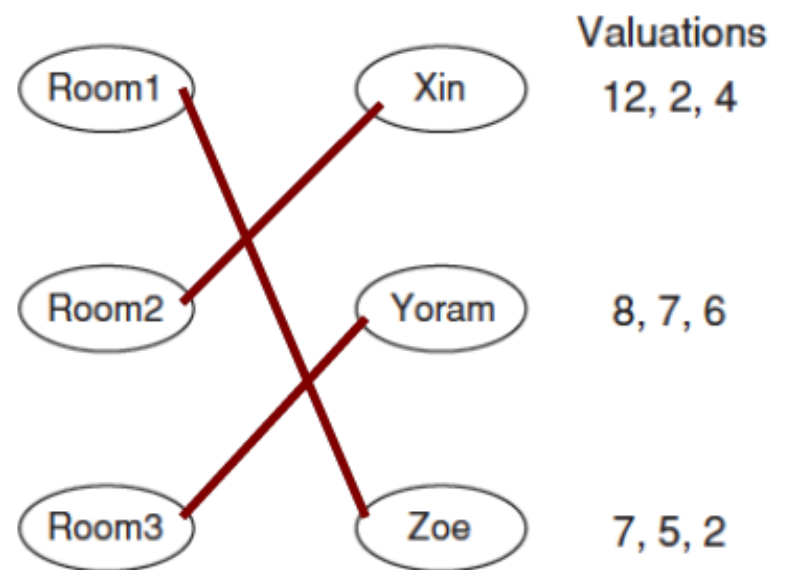 Valuations
Room1 Xin 12, 2, 4
Room2 Yoram 8, 7, 6
Room3 Zoe 7, 5, 2